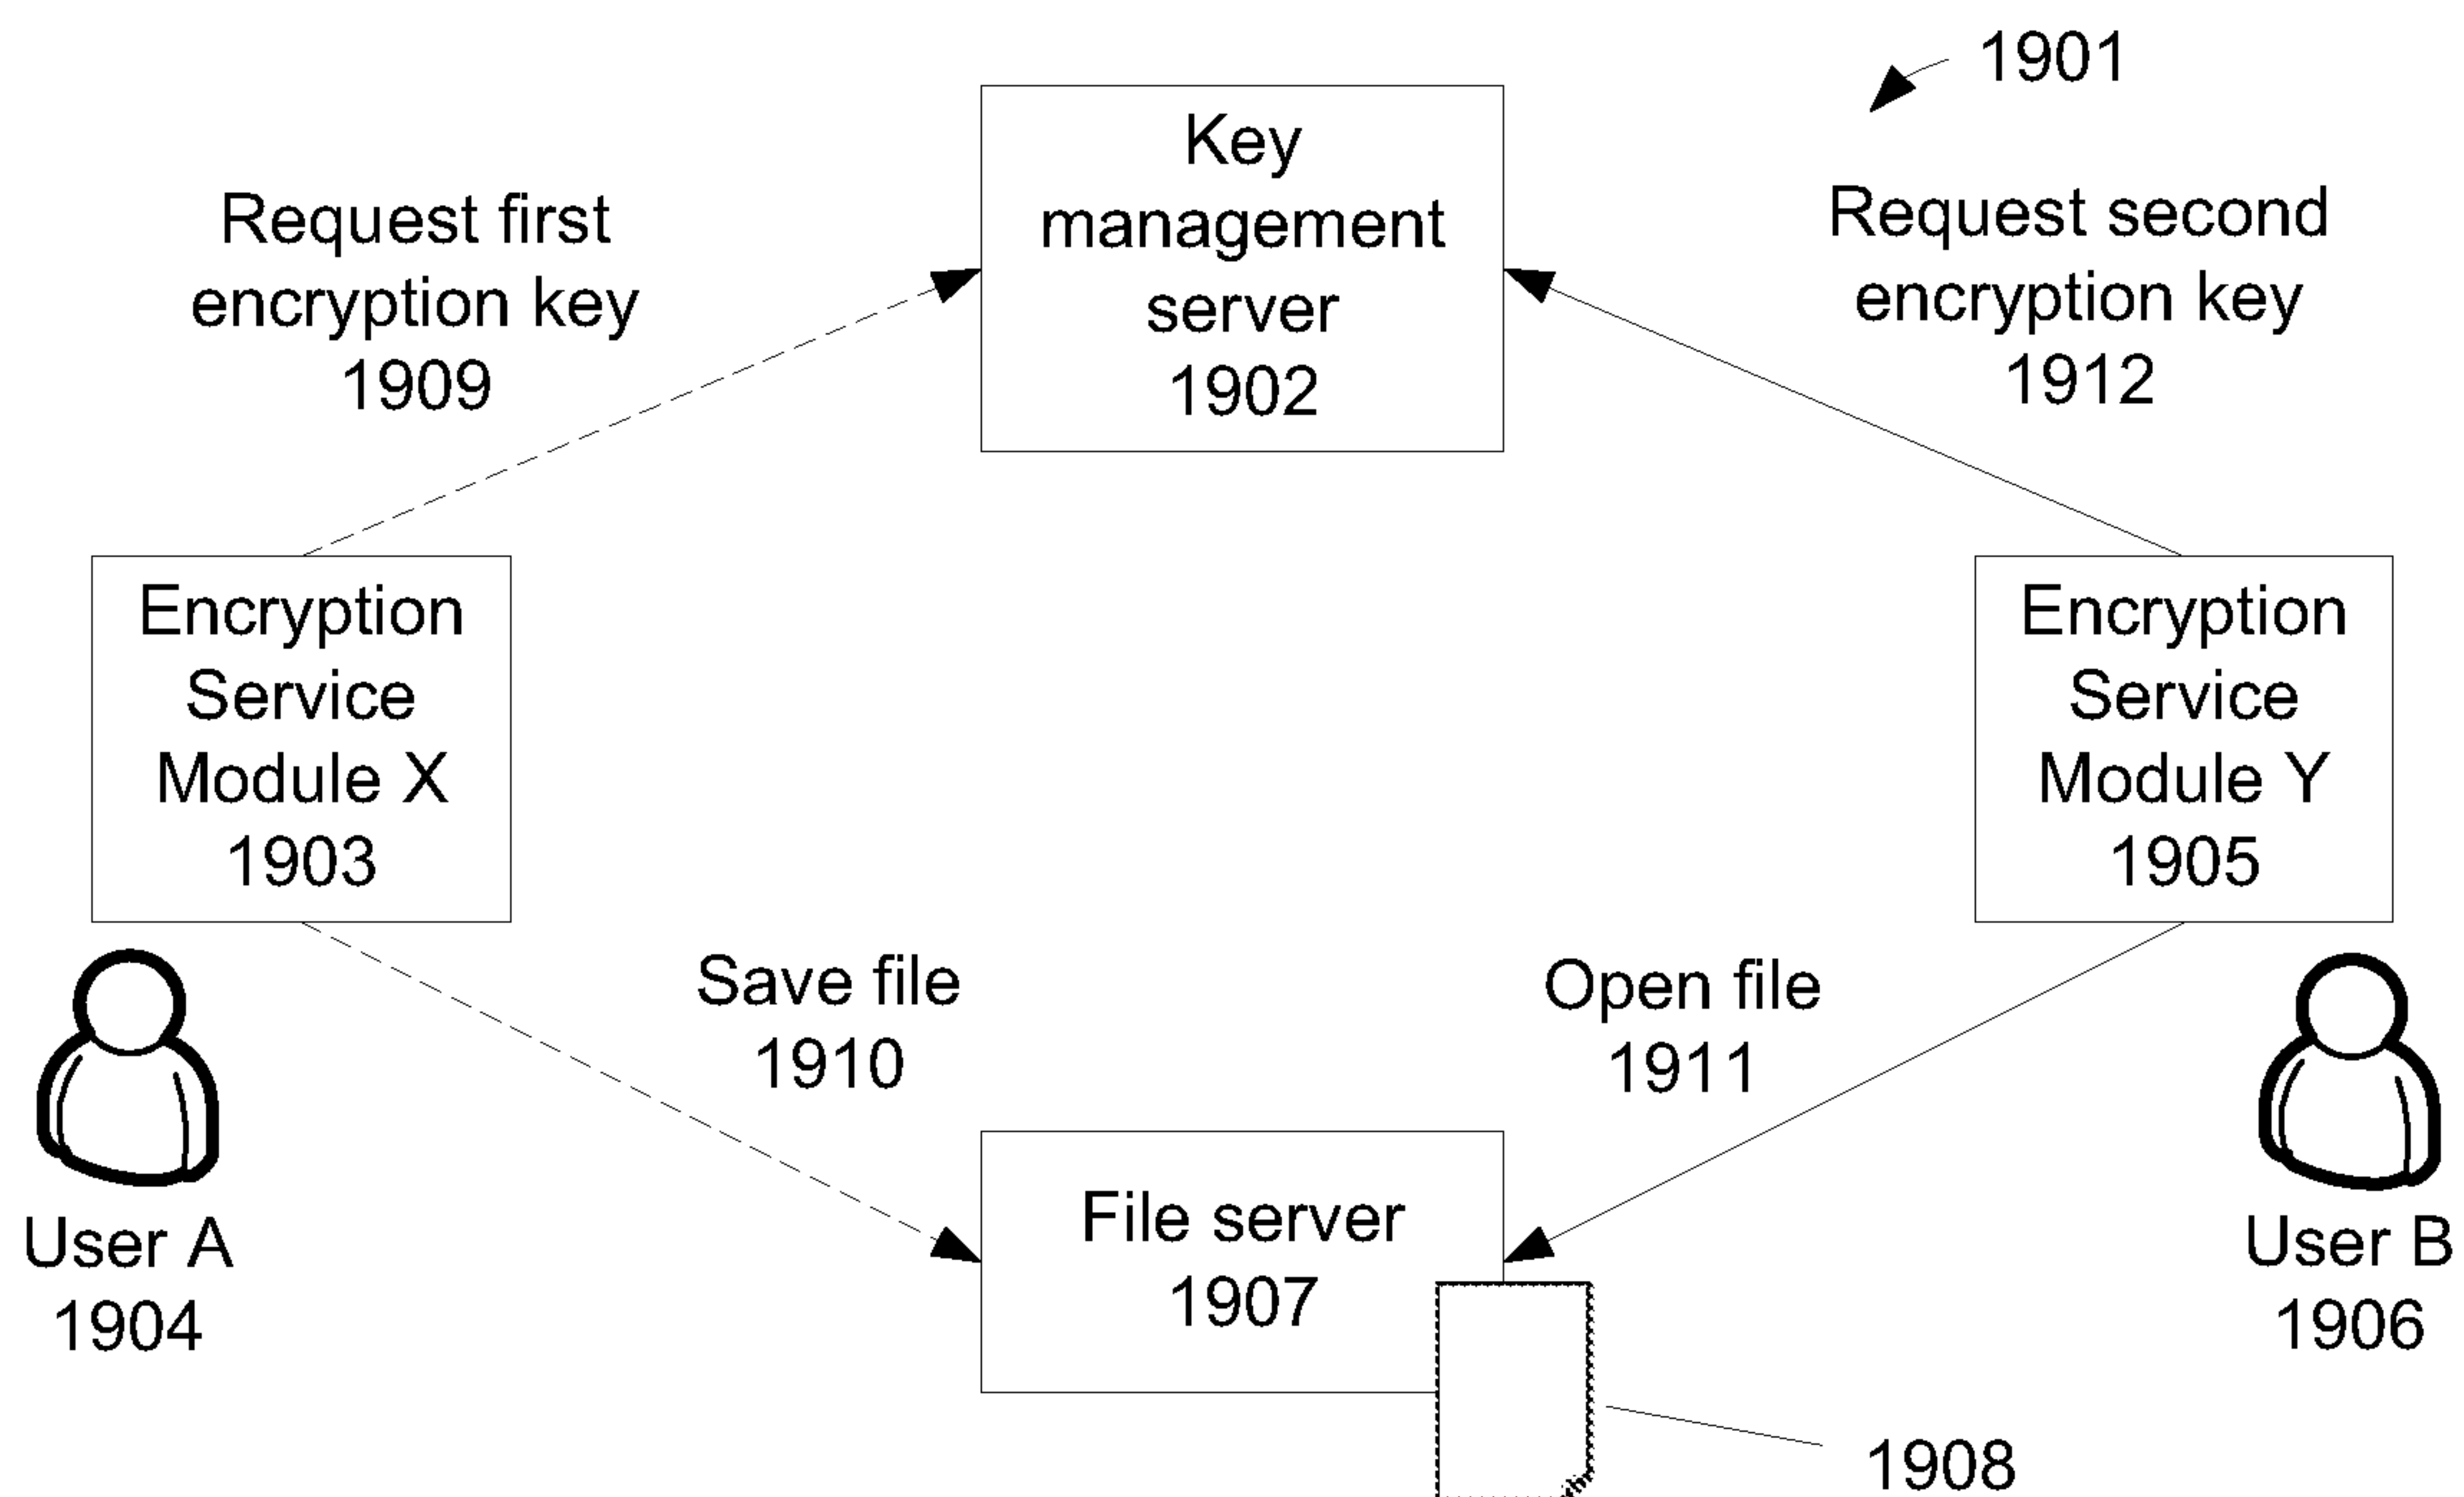 1901
Key
management
server
1902
Request first
encryption key
1909
Request second
encryption key
1912
Encryption
Service
Module X
1903
Encryption
Service
Module Y
1905
Save file
1910
Open file
1911
User A
1904
File server
1907
User B
1906
1908